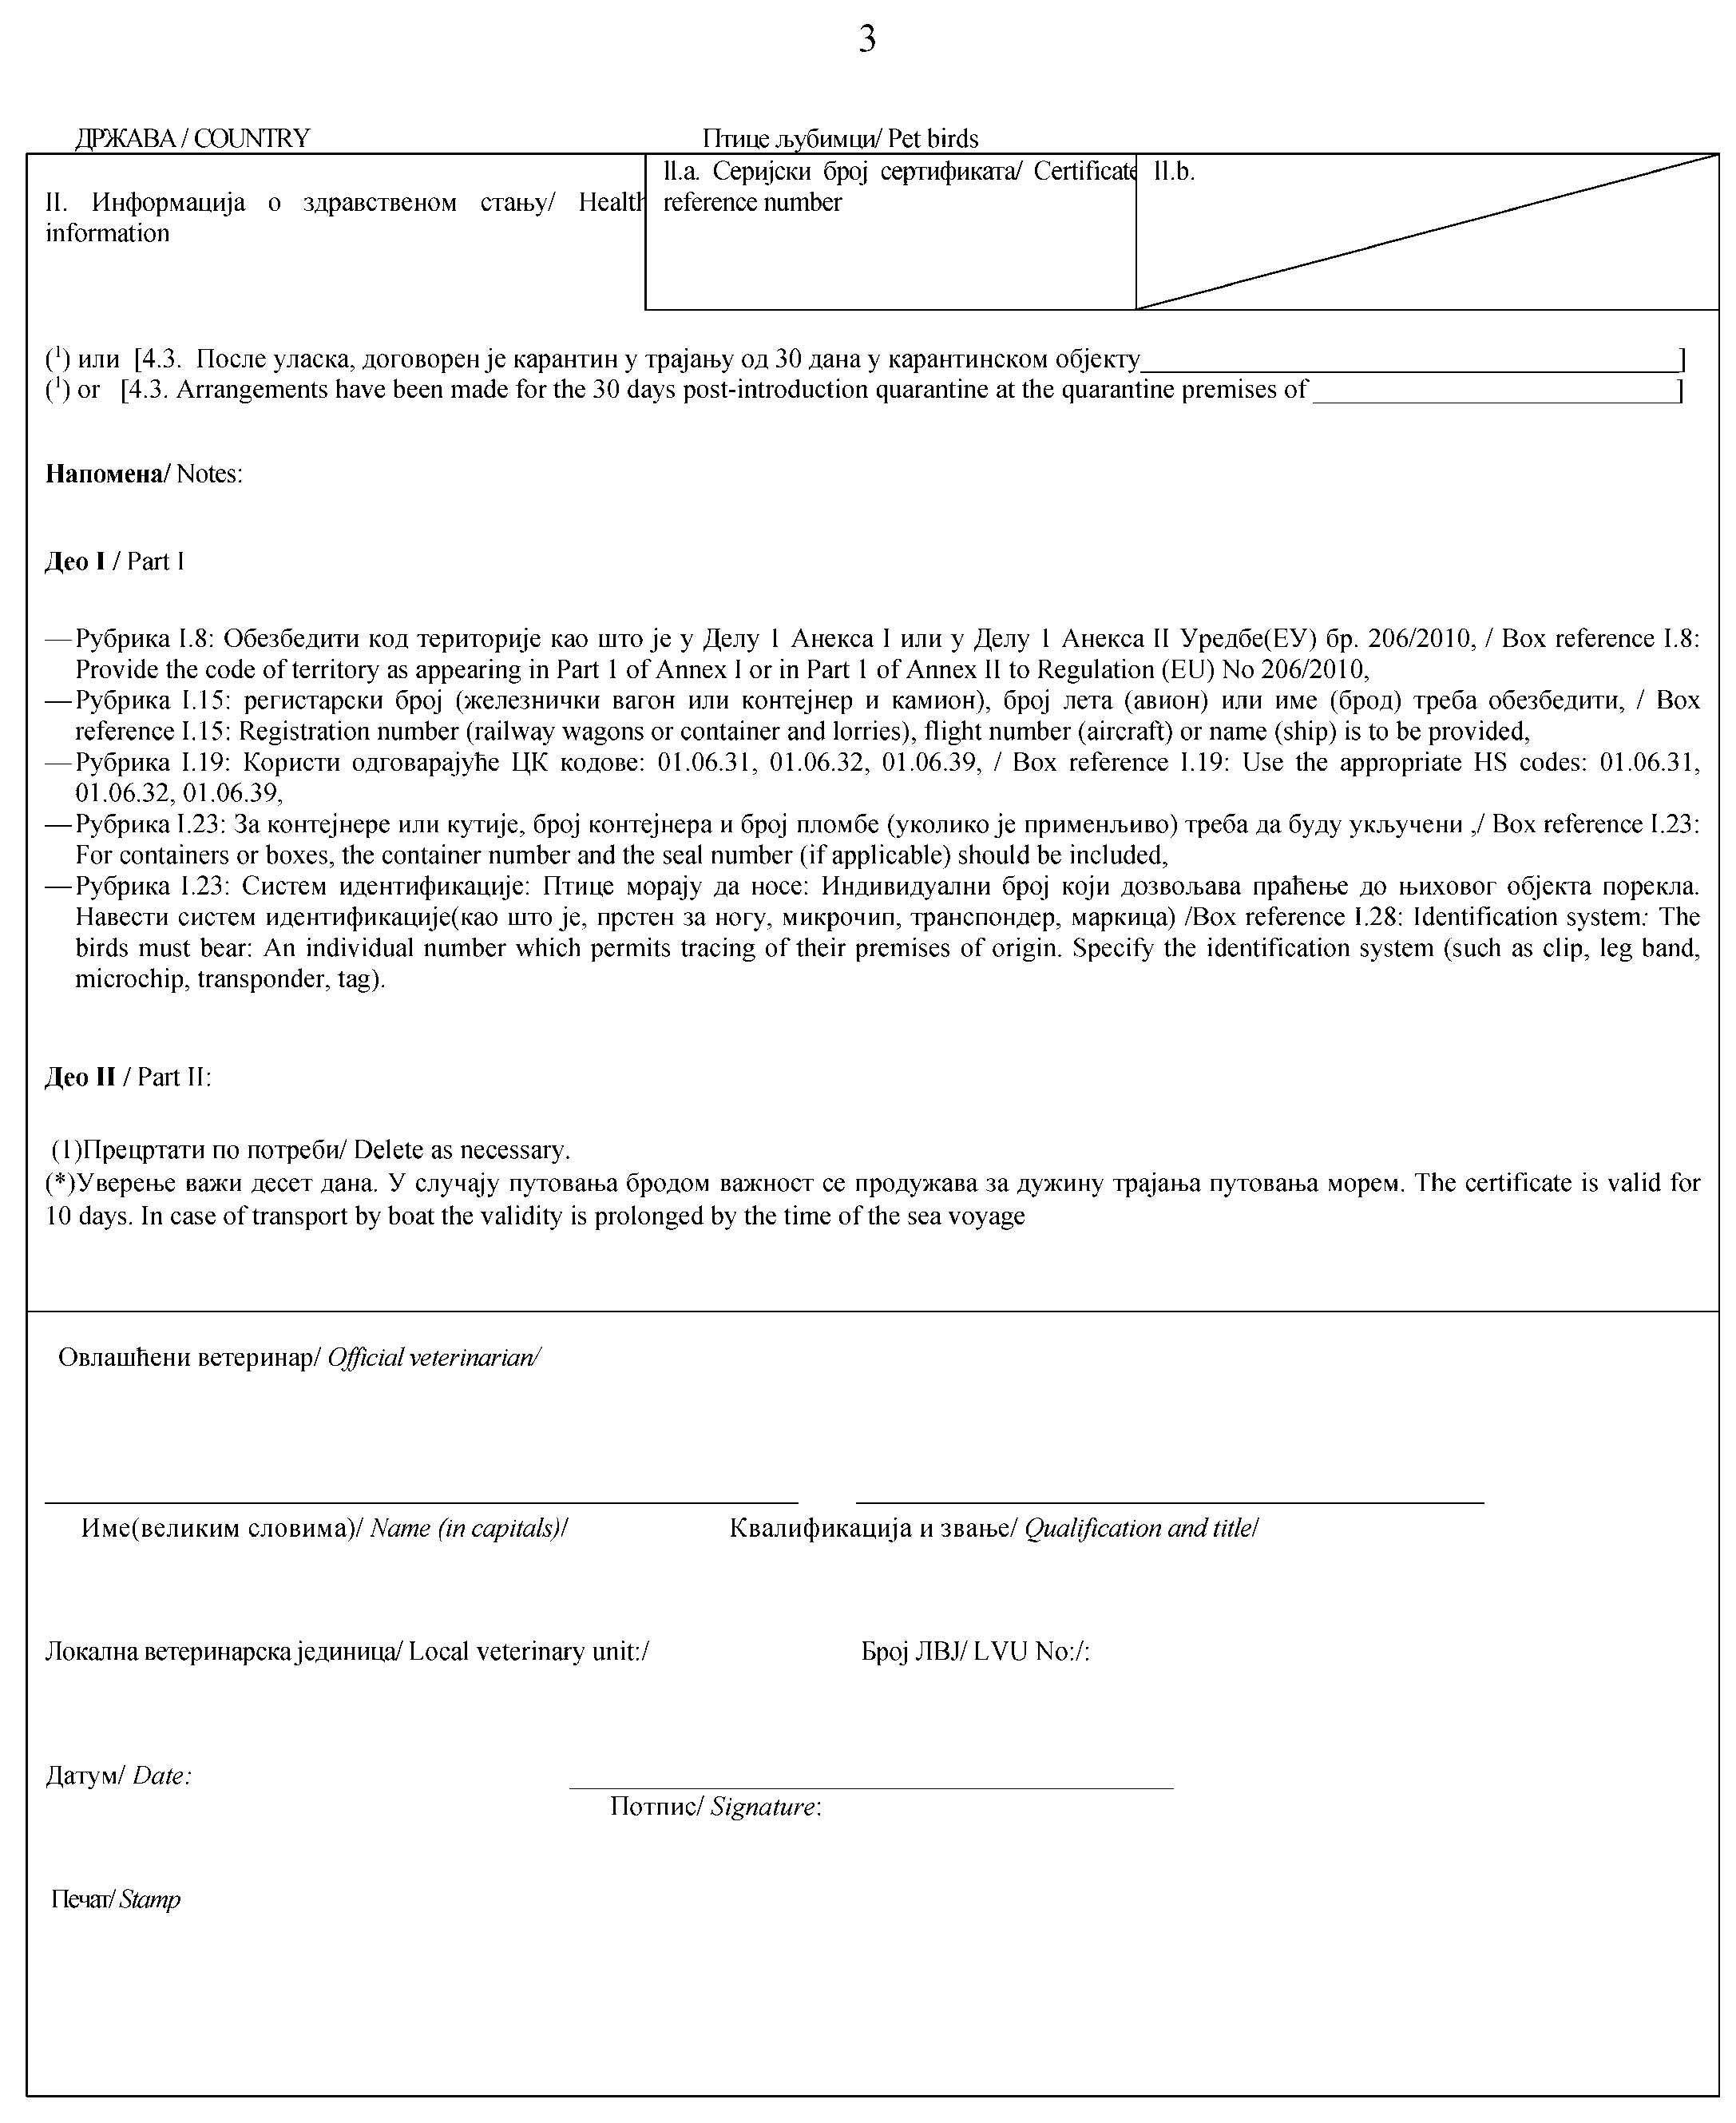 3
ДРЖАВА / COUNTRY
Птице љубимци/ Pet birds
II. Информација о здравственом стању/ Health
information
II.a. Серијски број сертификата/ Certificate
reference number
II.b.
(¹) или [4.3. После уласка, договорен је карантин у трајању од 30 дана у карантинском објекту ]
(¹) or [4.3. Arrangements have been made for the 30 days post-introduction quarantine at the quarantine premises of ]
Напомена/ Notes:
Део I / Part I
—Рубрика I.8: Обезбедити код територије као што је у Делу 1 Анекса I или у Делу 1 Анекса II Уредбе(ЕУ) бр. 206/2010, / Box reference I.8:
Provide the code of territory as appearing in Part 1 of Annex I or in Part 1 of Annex II to Regulation (EU) No 206/2010,
—Рубрика I.15: регистарски број (железнички вагон или контејнер и камион), број лета (авион) или име (брод) треба обезбедити, / Box
reference I.15: Registration number (railway wagons or container and lorries), flight number (aircraft) or name (ship) is to be provided,
—Рубрика I.19: Користи одговарајуће ЦК кодове: 01.06.31, 01.06.32, 01.06.39, / Box reference I.19: Use the appropriate HS codes: 01.06.31,
01.06.32, 01.06.39,
—Рубрика I.23: За контејнере или кутије, број контејнера и број пломбе (уколико је применљиво) треба да буду укључени ,/ Box reference I.23:
For containers or boxes, the container number and the seal number (if applicable) should be included,
—Рубрика I.23: Систем идентификације: Птице морају да носе: Индивидуални број који дозвољава праћење до њиховог објекта порекла.
Навести систем идентификације(као што је, прстен за ногу, микрочип, транспондер, маркица) /Box reference I.28: Identification system: The
birds must bear: An individual number which permits tracing of their premises of origin. Specify the identification system (such as clip, leg band,
microchip, transponder, tag).
Део II / Part II:
(1)Прецртати по потреби/ Delete as necessary.
(*)Уверење важи десет дана. У случају путовања бродом важност се продужава за дужину трајања путовања морем. The certificate is valid for
10 days. In case of transport by boat the validity is prolonged by the time of the sea voyage
Овлашћени ветеринар/ Official veterinarian/
Име(великим словима)/ Name (in capitals)/
Квалификација и звање/ Qualification and title/
Локална ветеринарска јединица/ Local veterinary unit:/
Број ЛВЈ/ LVU No:/:
Датум/ Date:
Потпис/ Signature:
Печат/ Stamp